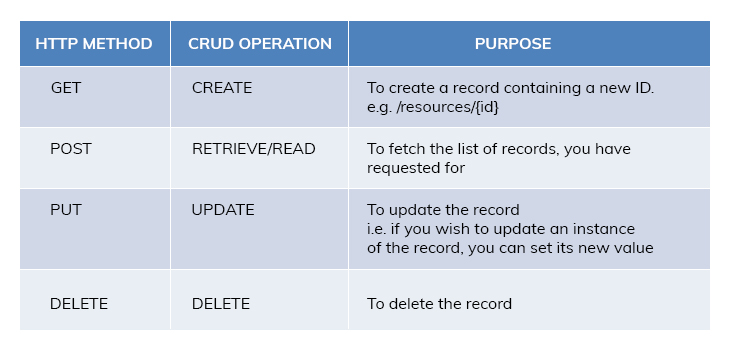 HTTP METHOD CRUD OPERATION PURPOSE
GET CREATE To create a record containing a new ID.
e.g. /resources/{id}
POST RETRIEVE/READ To fetch the list of records, you have
requested for
PUT UPDATE To update the record
i.e. if you wish to update an instance
of the record, you can set its new value
DELETE DELETE To delete the record